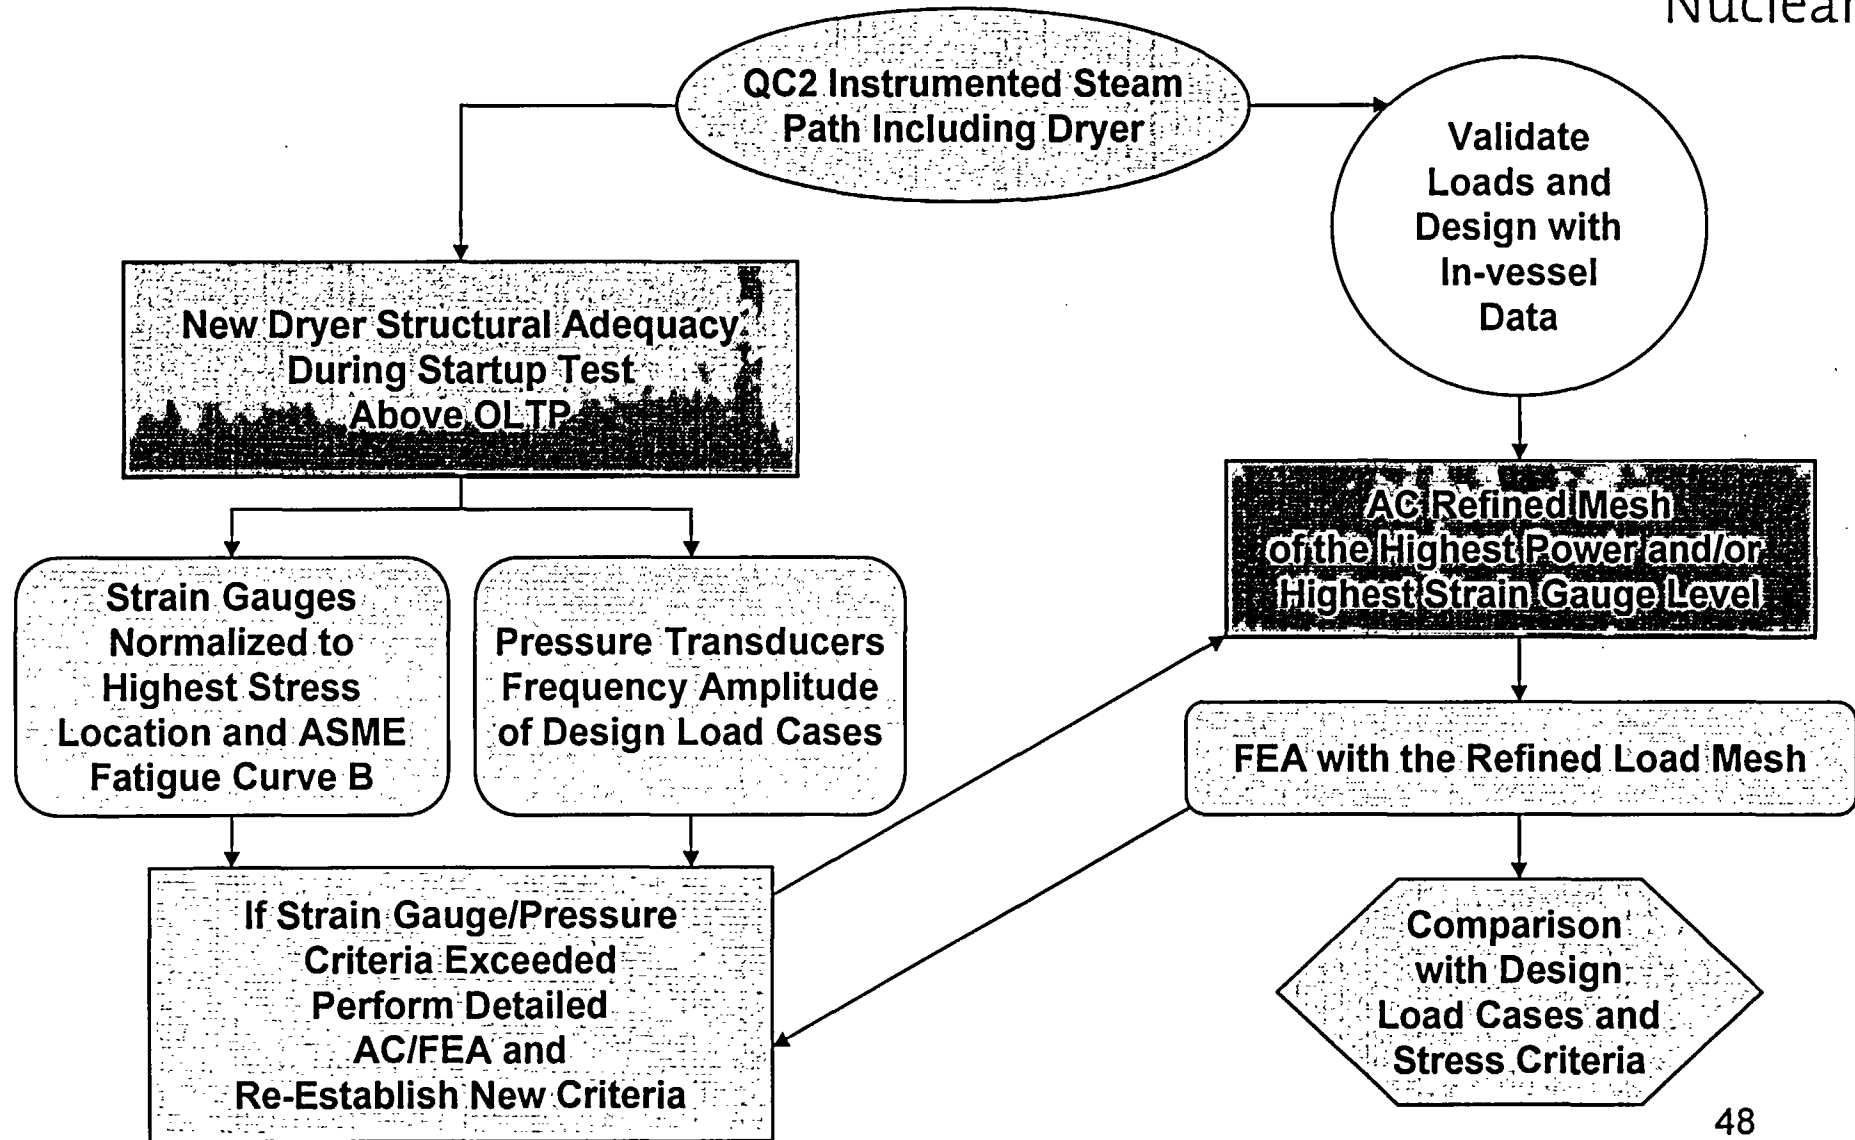 Nuclear
QC2 Instrumented Steam
Path Including Dryer
Validate
Loads and
Design with
In-vessel
Data
New Dryer Structural Adequacy
During Startup Test
Above OLTP
AC Refined Mesh
of the Highest Power and/or
Highest Strain Gauge Level
Strain Gauges
Normalized to
Highest Stress
Location and ASME
Fatigue Curve B
Pressure Transducers
Frequency Amplitude
of Design Load Cases
FEA with the Refined Load Mesh
If Strain Gauge/Pressure
Criteria Exceeded
Perform Detailed
AC/FEA and
Re-Establish New Criteria
Comparison
with Design
Load Cases and
Stress Criteria
48